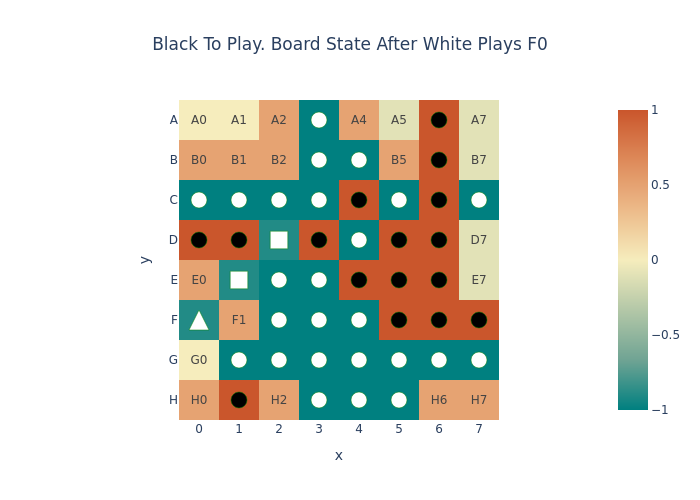 Black To Play. Board State After White Plays F0
A A0 A1 A2 A4 A5 A7
B B0 B1 B2 B5 B7
C
D D7
E E0 E7
F F1
G G0
H H0 H2 H6 H7
0 1 2 3 4 5 6 7
x
y
1
0.5
0
−0.5
−1